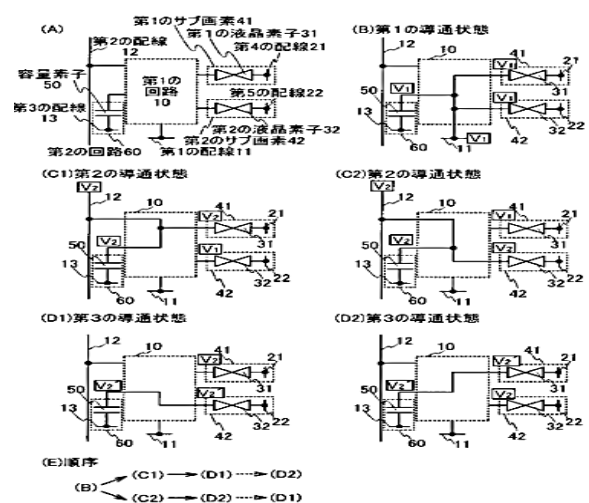 (A)
第1のサブ画素41
第1の液晶素子31
第4の配線21
第2の配線
12
10
容量素子
50
第1の
回路
10
第5の配線22
第3の配線
13
第2の液晶素子32
第2のサブ画素42
第2の回路60 第1の配線11
(B)第1の導通状態
12 10 41 21
50 V1 V1 31
13 V1 32 22
60 11 V1 42
(C1)第2の導通状態
V2
12 10 41 21
V2
50 V2 31
V1
13 32 22
60 11 42
(C2)第2の導通状態
V2
12 10 41 21
V1
50 V2 31
V2
13 32 22
60 11 42
(D1)第3の導通状態
12 10 41 21
V2
50 31
13 32 22
60 11 42
(D2)第3の導通状態
12 10 41 21
50 31
V2
13 32 22
60 11 42
(E)順序
(B) (C1) (D1) (D2)
(C2) (D2) (D1)